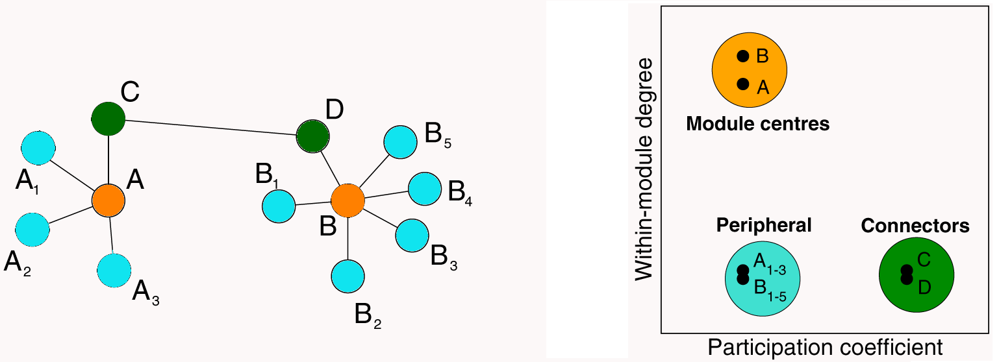 C
D
B5
A1
A
B1
B4
A2
B
B3
A3
B2
Within-module degree
B
A
Module centres
Peripheral
Connectors
A1-3
B1-5
C
D
Participation coefficient